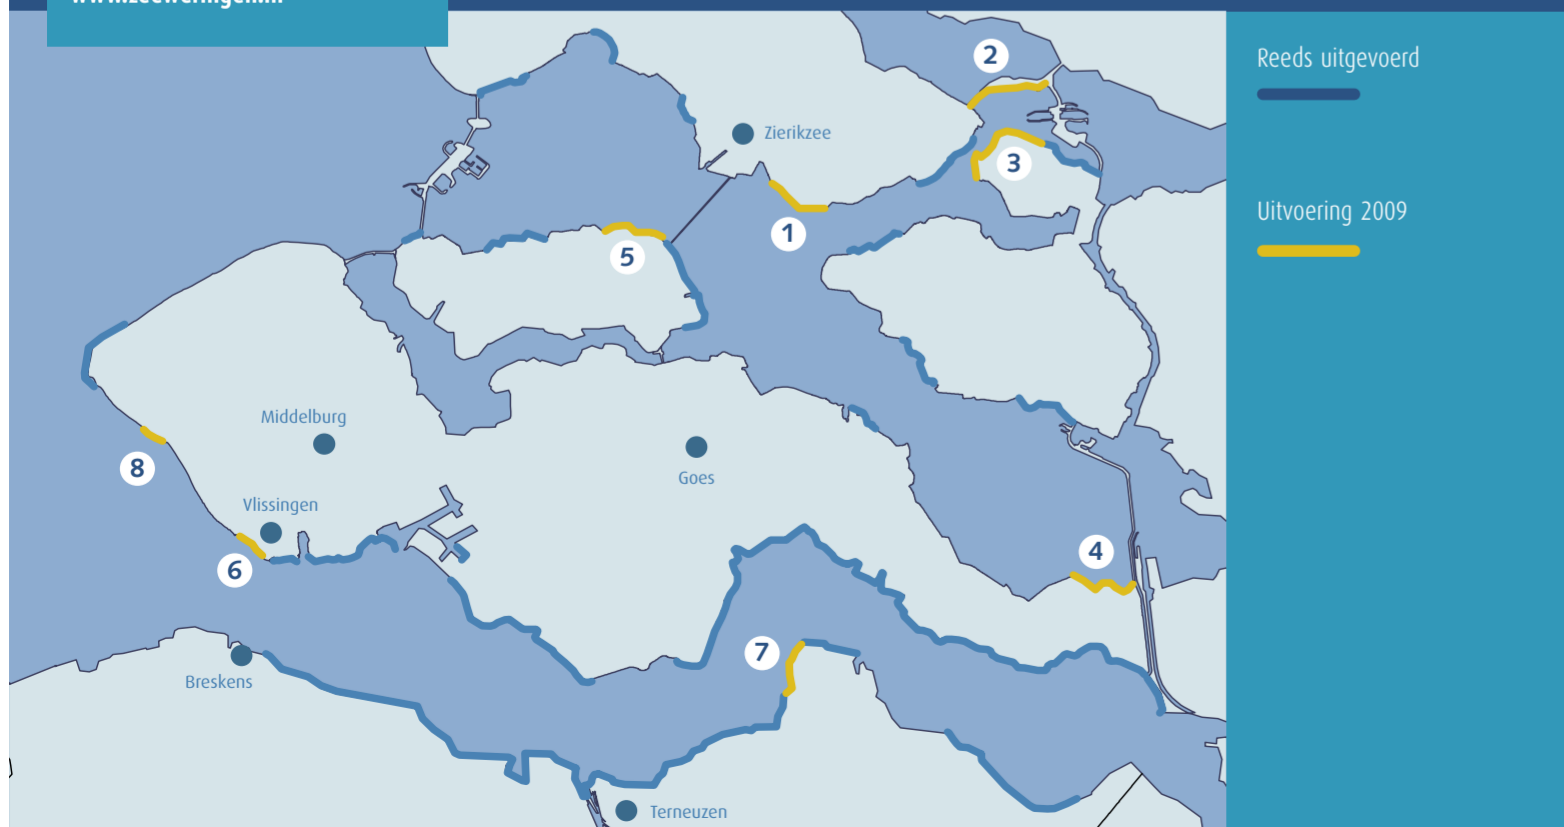 Reeds uitgevoerd
2
Zierikzee
3
Uitvoering 2009
1
5
Middelburg
8
Goes
Vlissingen
6
4
7
Breskens
Terneuzen